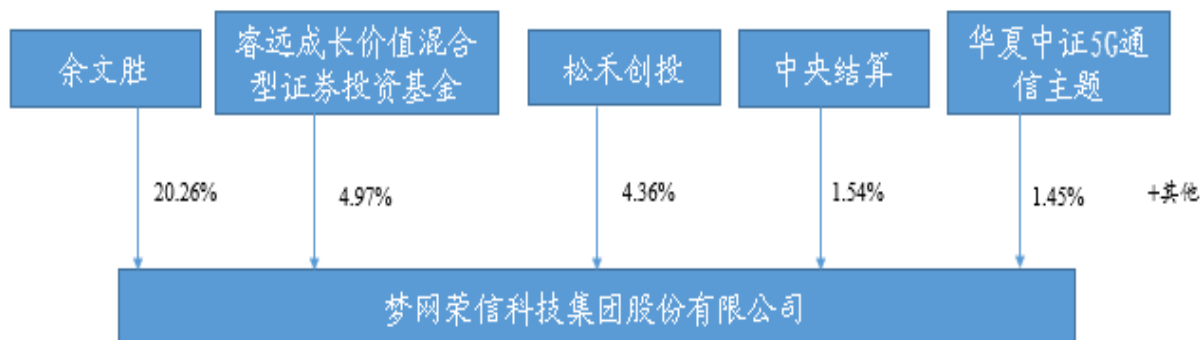 余文胜
睿远成长价值混合
型证券投资基金
松禾创投
中央结算
华夏中证5G通
信主题
20.26%
4.97%
4.36%
1.54%
1.45%
+其他
梦网荣信科技集团股份有限公司